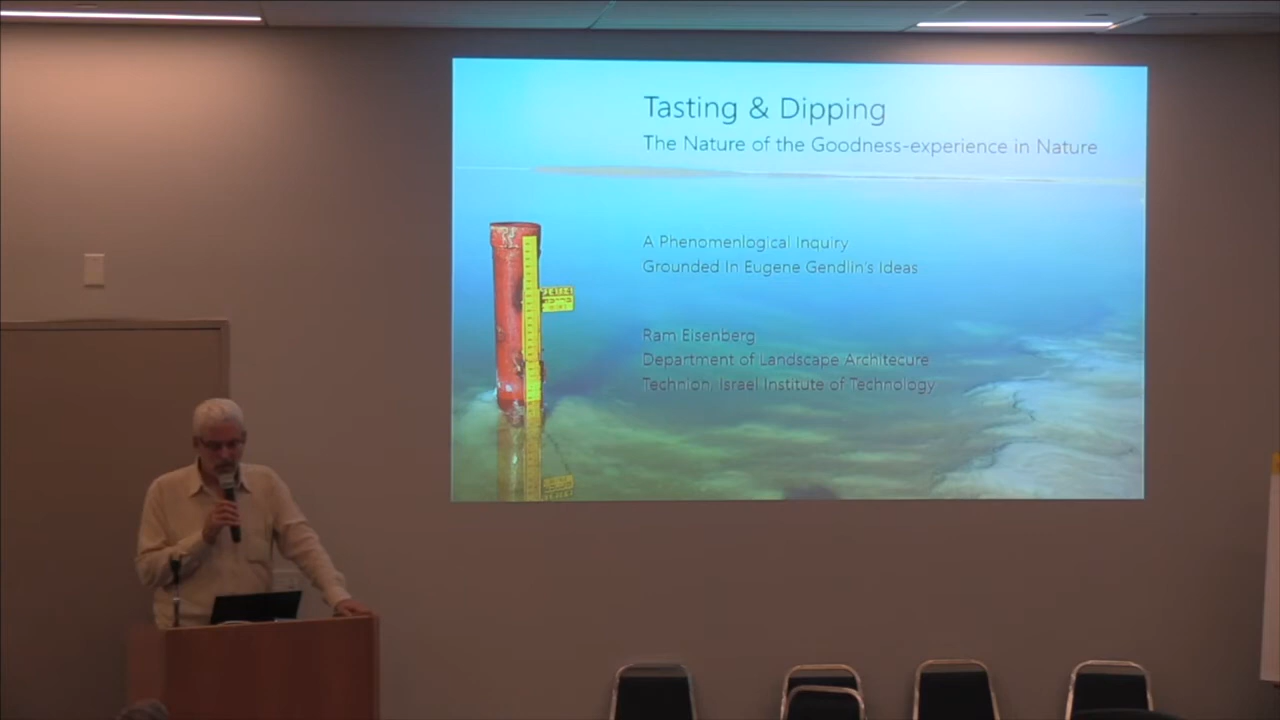 Tasting & Dipping
The Nature of the Goodness-experience in Nature
A Phenomenlogical Inquiry
Grounded In Eugene Gendlin's Ideas
Ram Eisenberg
Department of Landscape Architecure
Technion, Israel Institute of Technology